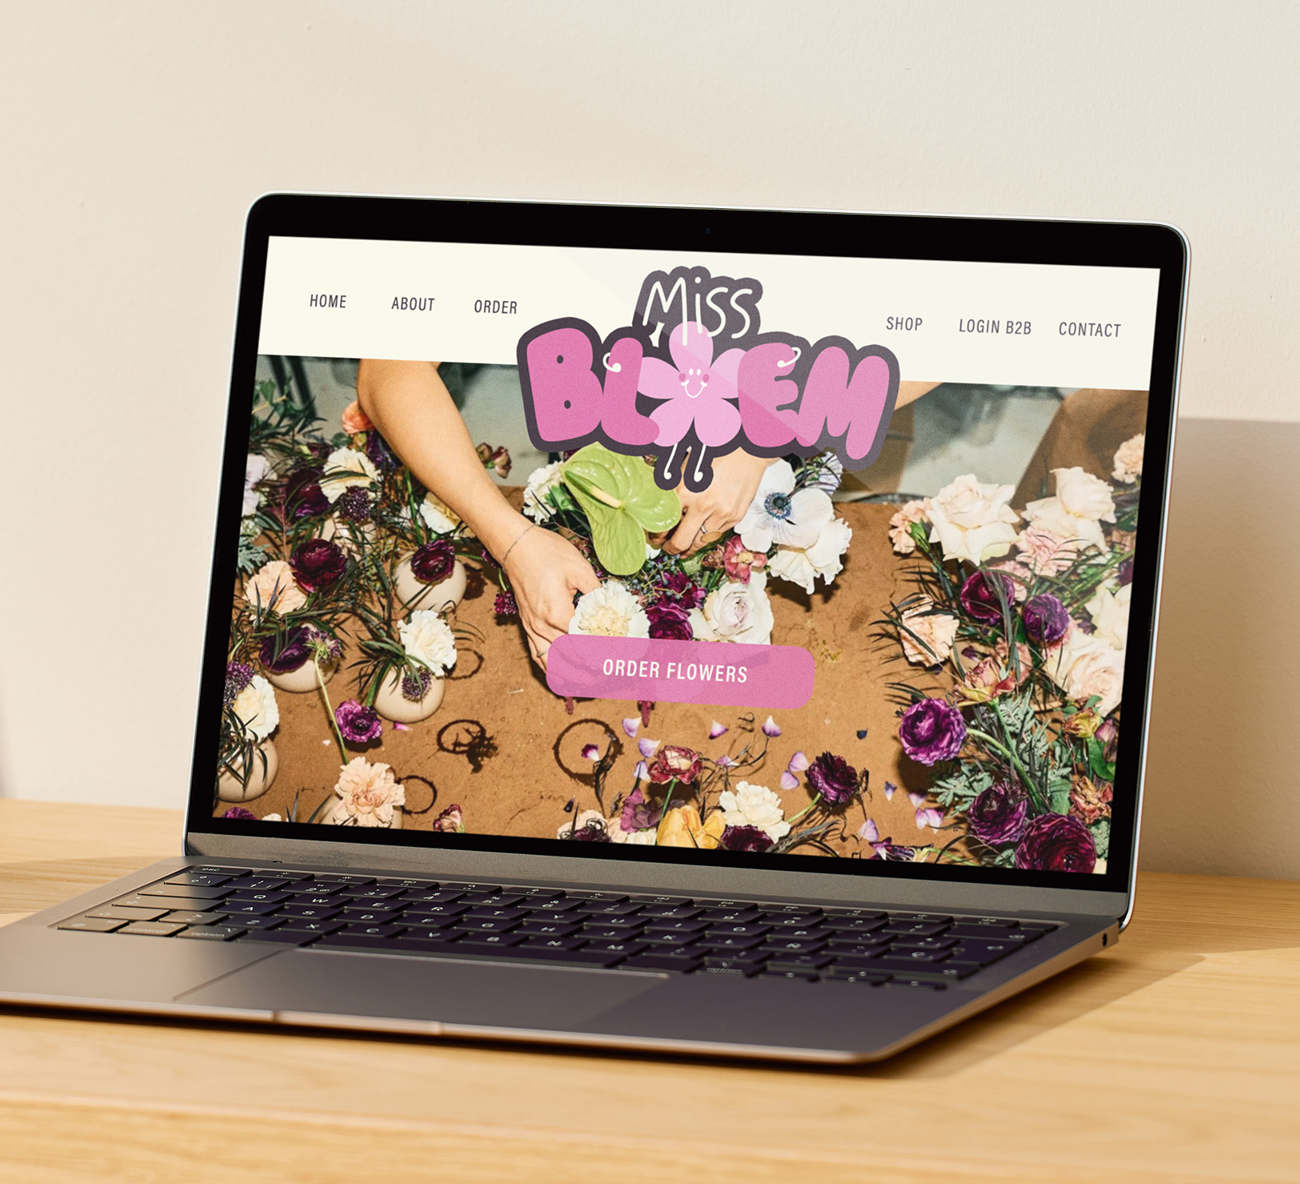 HOME
ABOUT
ORDER
Miss
BLOEM
SHOP
LOGIN B2B
CONTACT
ORDER FLOWERS